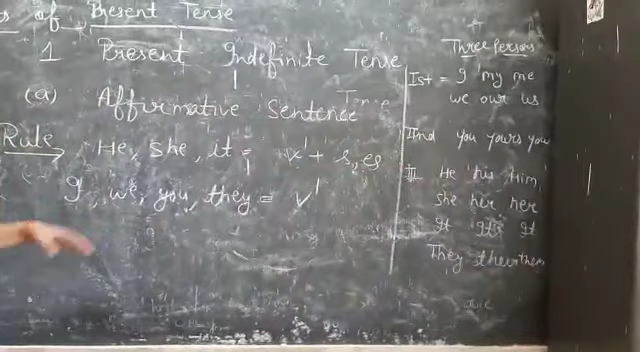 s of Present Tense
1 Present Indefinite Tense
(a) Affirmative Sentence
Rule He, she, it = v¹ + s, es
I, we, you, they = v¹
Three Persons
Ist = I my me
we our us
IInd you yours you
III He his him,
she her her
It its It
They their them